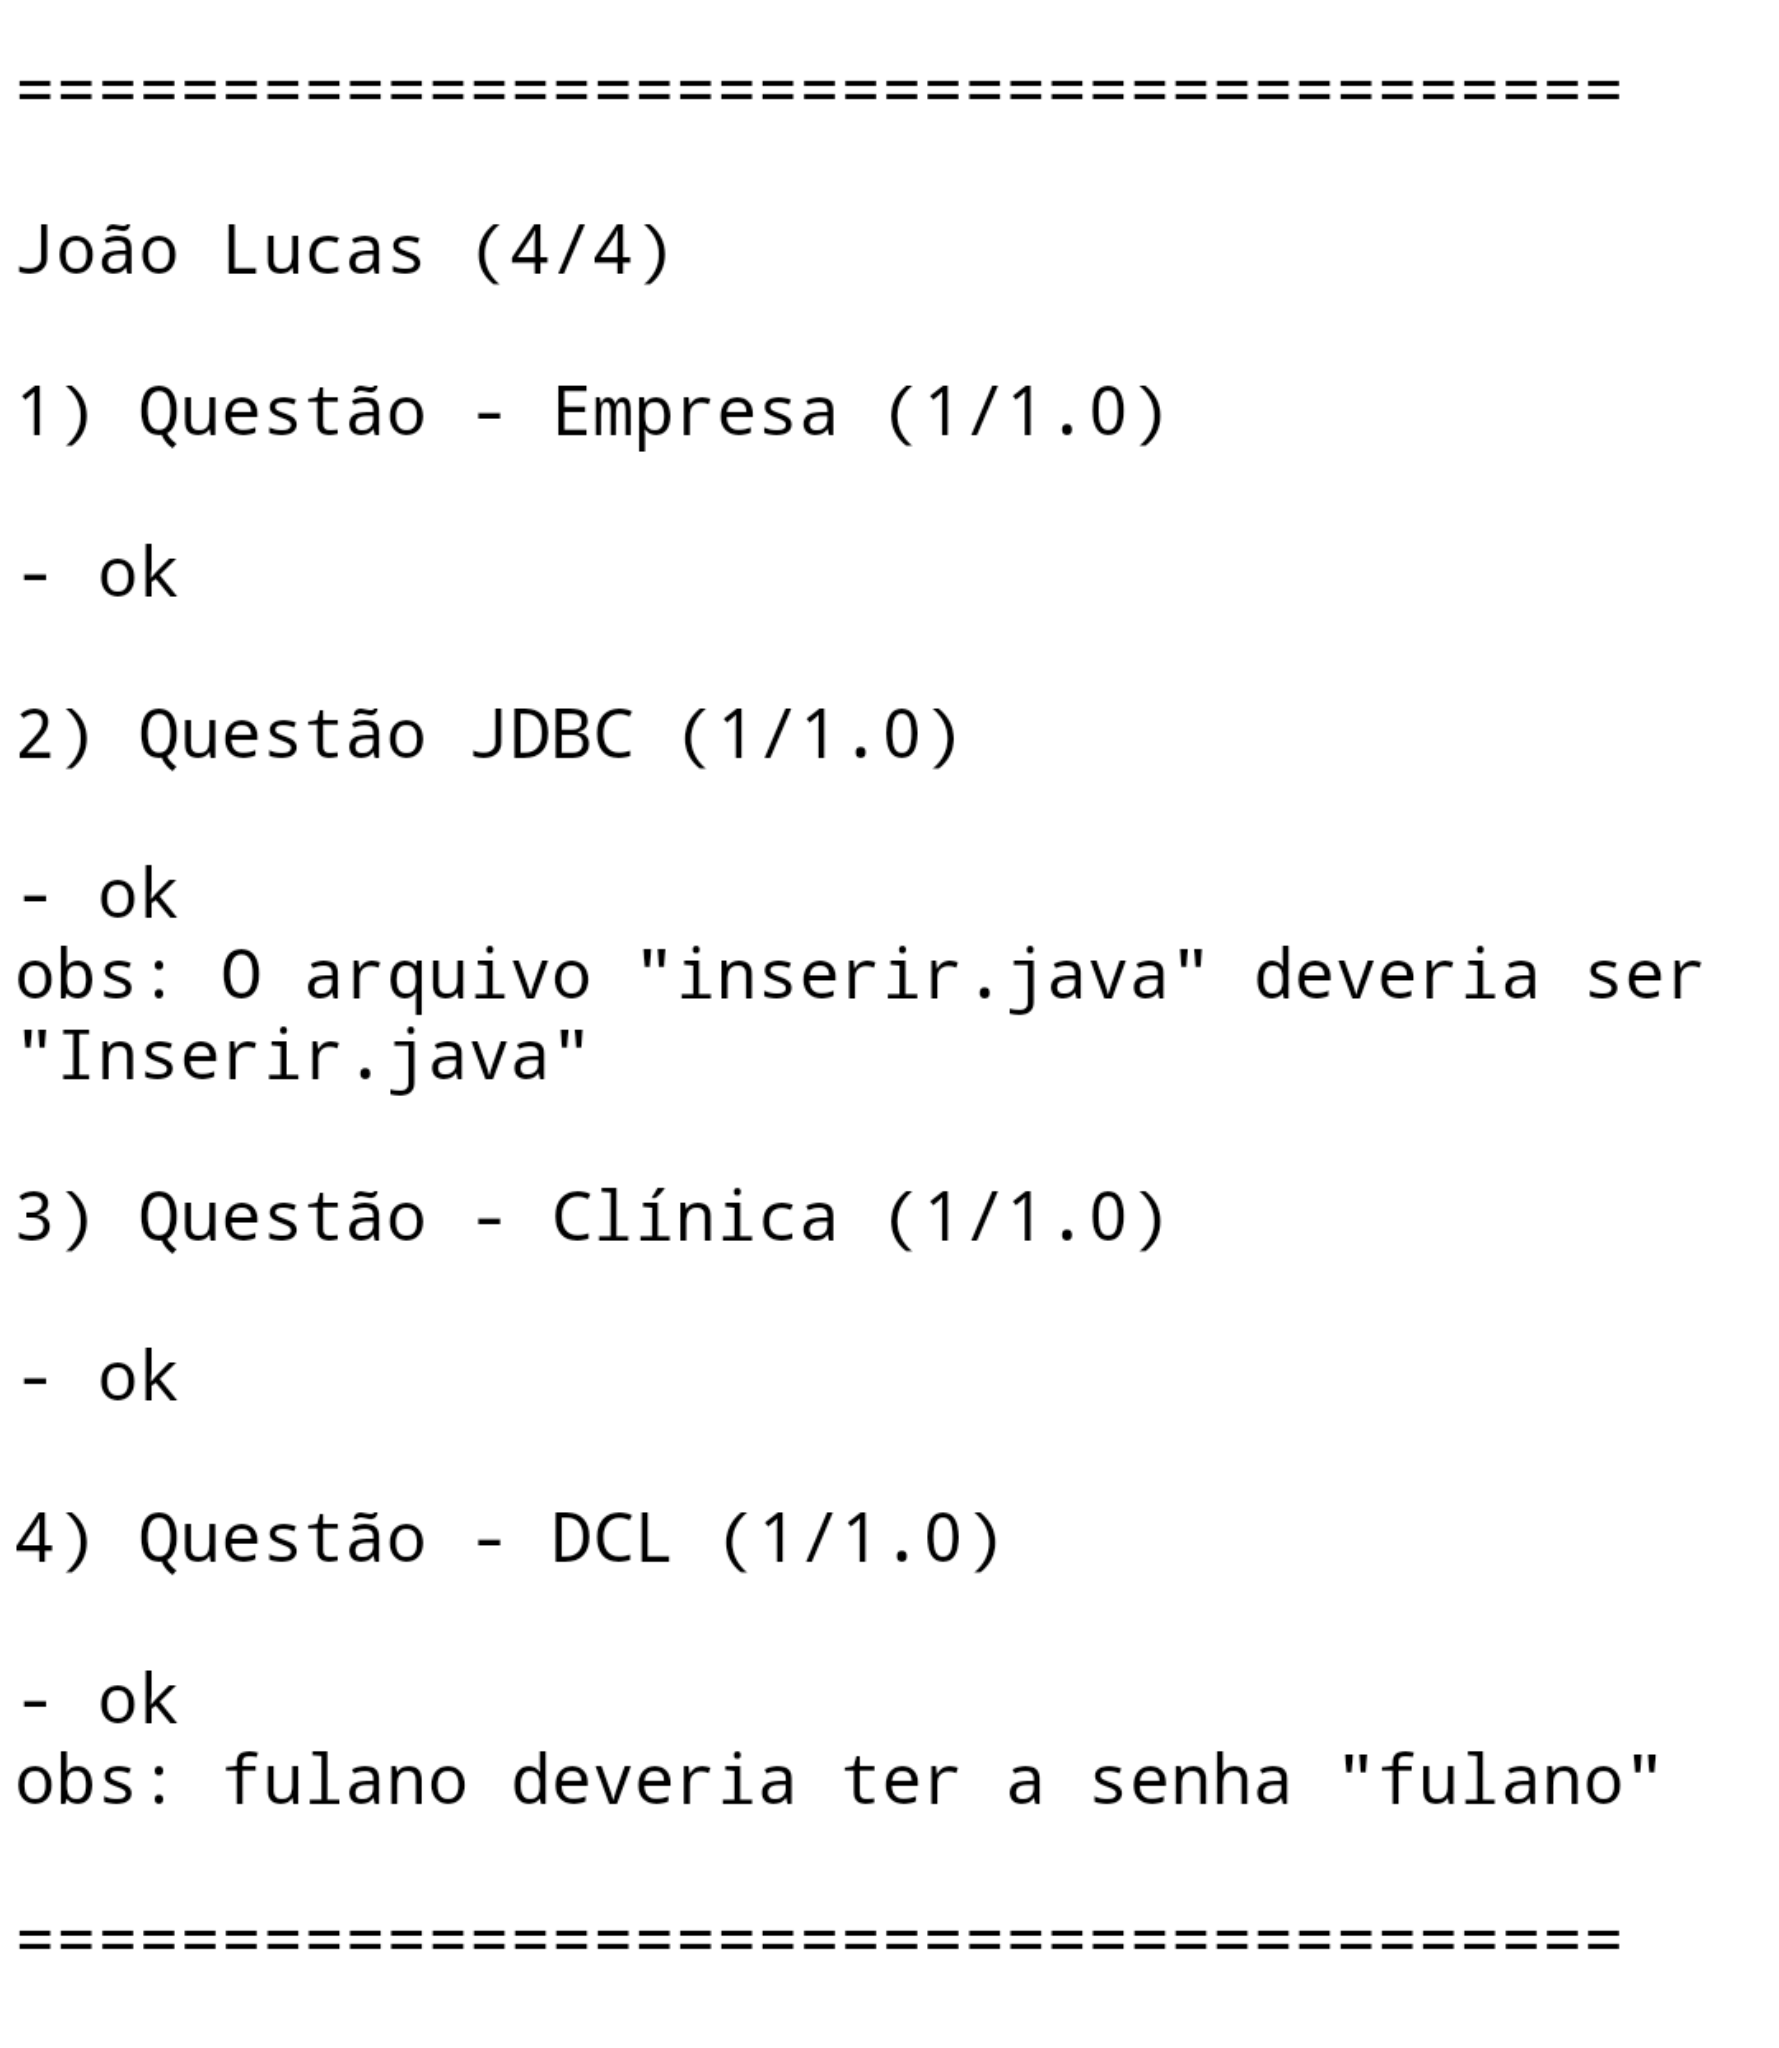 =======================================
João Lucas (4/4)
1) Questão - Empresa (1/1.0)
- ok
2) Questão JDBC (1/1.0)
- ok
obs: O arquivo "inserir.java" deveria ser
"Inserir.java"
3) Questão - Clínica (1/1.0)
- ok
4) Questão - DCL (1/1.0)
- ok
obs: fulano deveria ter a senha "fulano"
=======================================